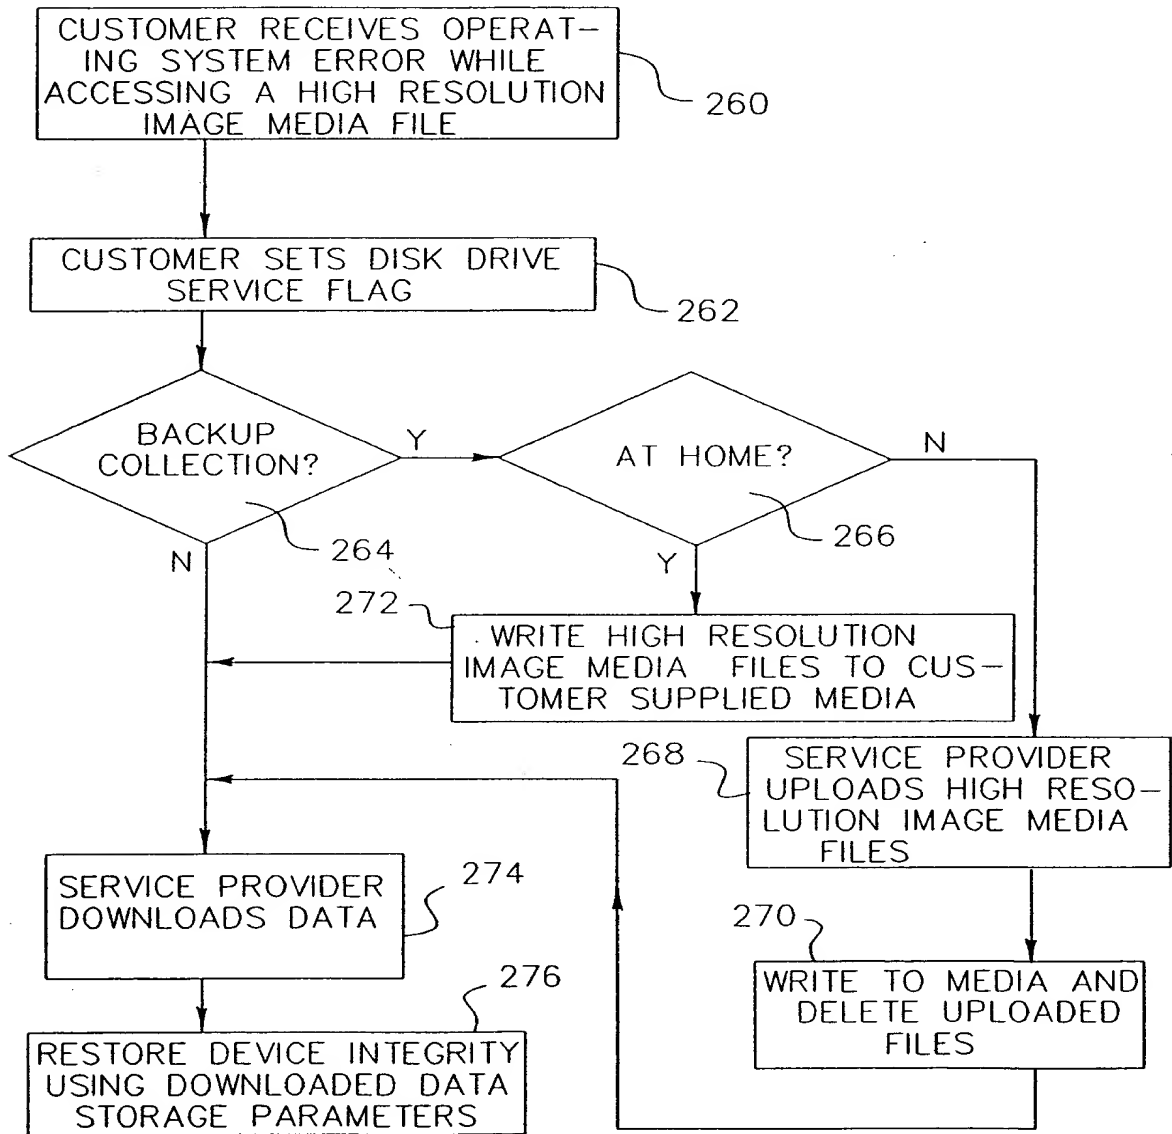 CUSTOMER RECEIVES OPERAT-
ING SYSTEM ERROR WHILE
ACCESSING A HIGH RESOLUTION
IMAGE MEDIA FILE
260
CUSTOMER SETS DISK DRIVE
SERVICE FLAG
262
BACKUP
COLLECTION?
Y
264
N
AT HOME?
N
266
Y
272
WRITE HIGH RESOLUTION
IMAGE MEDIA FILES TO CUS-
TOMER SUPPLIED MEDIA
268
SERVICE PROVIDER
UPLOADS HIGH RESO-
LUTION IMAGE MEDIA
FILES
SERVICE PROVIDER
DOWNLOADS DATA
274
270
WRITE TO MEDIA AND
DELETE UPLOADED
FILES
276
RESTORE DEVICE INTEGRITY
USING DOWNLOADED DATA
STORAGE PARAMETERS